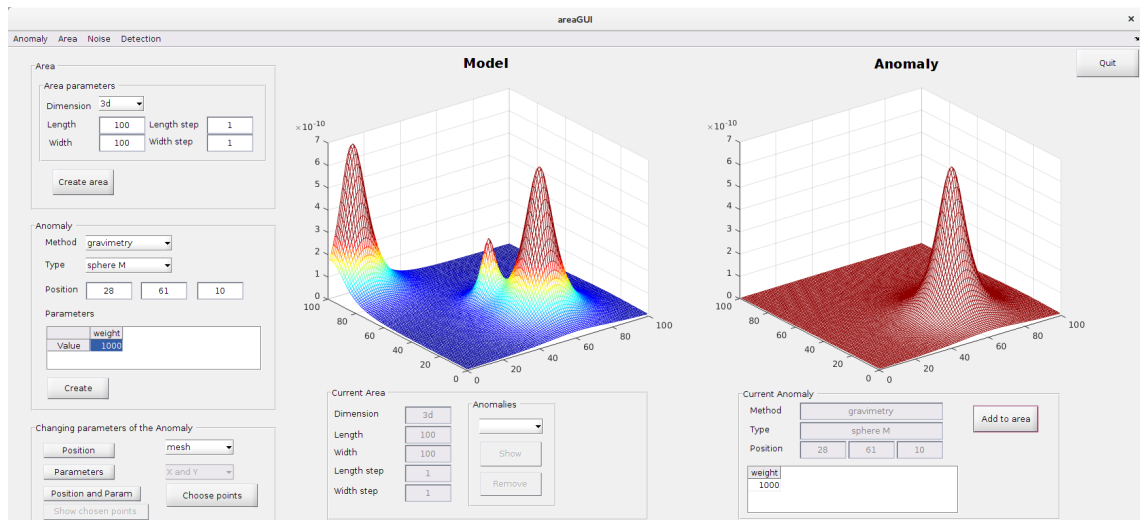 areaGUI ×
Anomaly Area Noise Detection
Area
Area parameters
Dimension 3d
Length 100 Length step 1
Width 100 Width step 1
Create area
Anomaly
Method gravimetry
Type sphere M
Position 28 61 10
Parameters
weight
Value 1000
Create
Changing parameters of the Anomaly
Position mesh
Parameters X and Y
Position and Param Choose points
Show chosen points
Model
×10^-10
7
6
5
4
3
2
1
0
100
80
60
40
20
0
0
20
40
60
80
100
Current Area
Dimension 3d
Length 100
Width 100
Length step 1
Width step 1
Anomalies
Show
Remove
Anomaly
Quit
×10^-10
7
6
5
4
3
2
1
0
100
80
60
40
20
0
0
20
40
60
80
100
Current Anomaly
Method gravimetry
Type sphere M
Position 28 61 10
Add to area
weight
1000